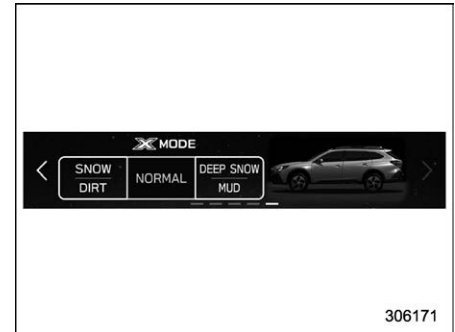 X MODE
SNOW
DIRT
NORMAL
DEEP SNOW
MUD
306171